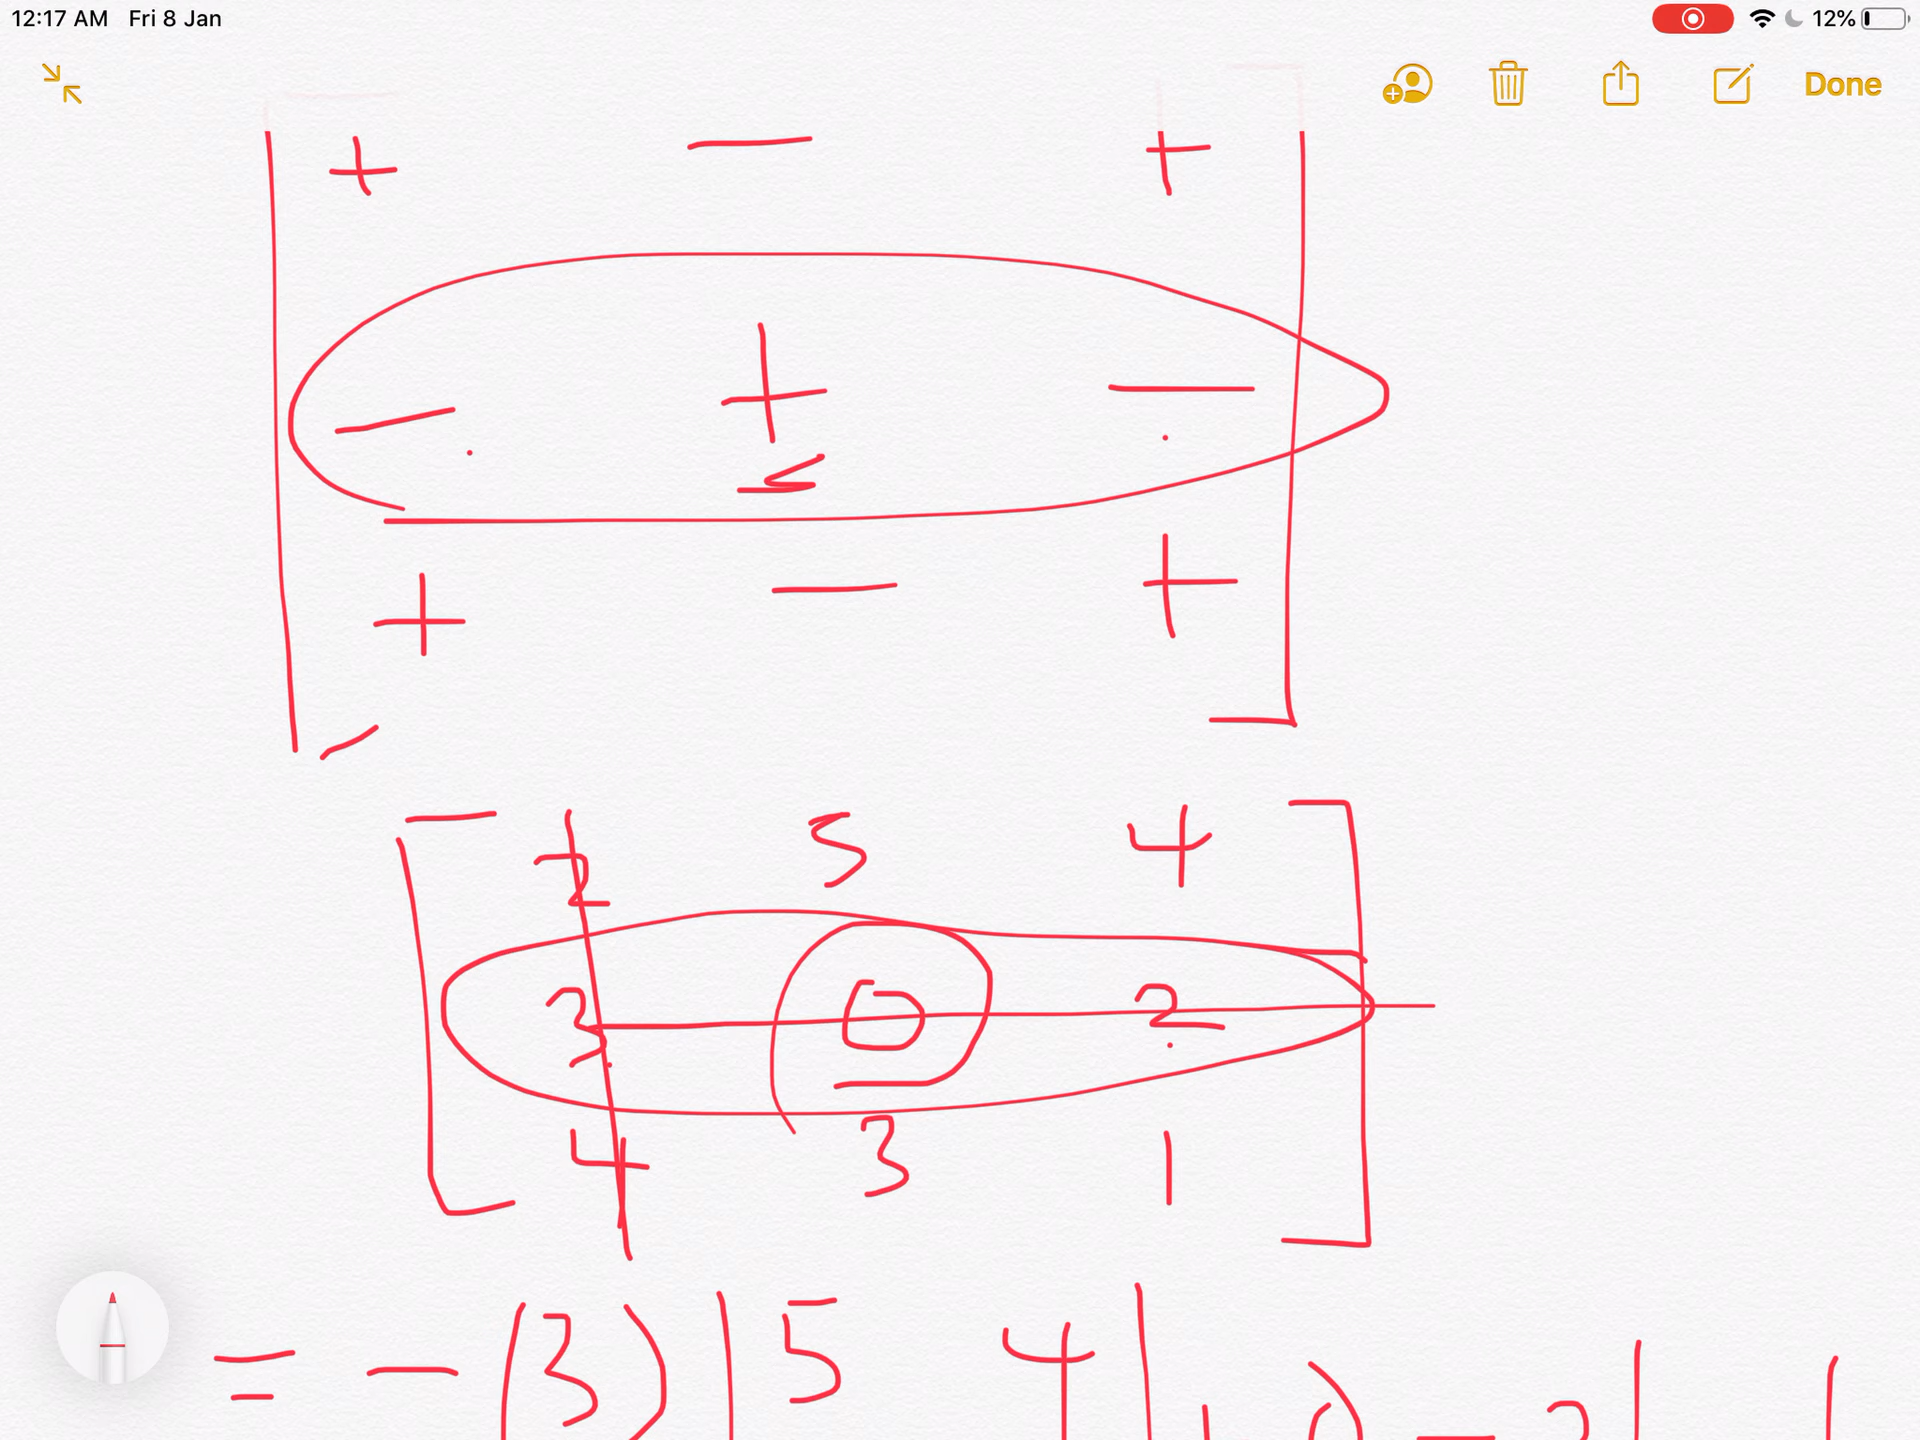 12:17 AM Fri 8 Jan 12%
Done
+ − +
− + −
+ − +
2 5 4
3 0 2
4 3 1
= − (3) | 5 4 |